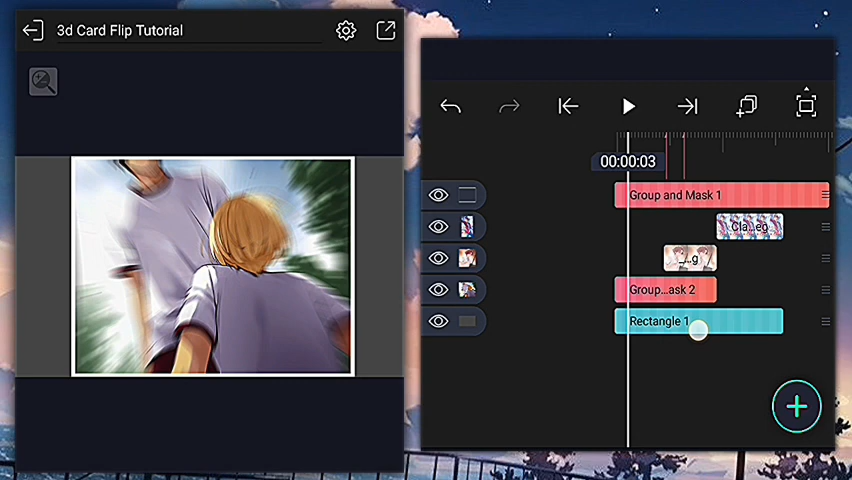 3d Card Flip Tutorial
00:00:03
Group and Mask 1
Cla...eg
...g
Group...ask 2
Rectangle 1